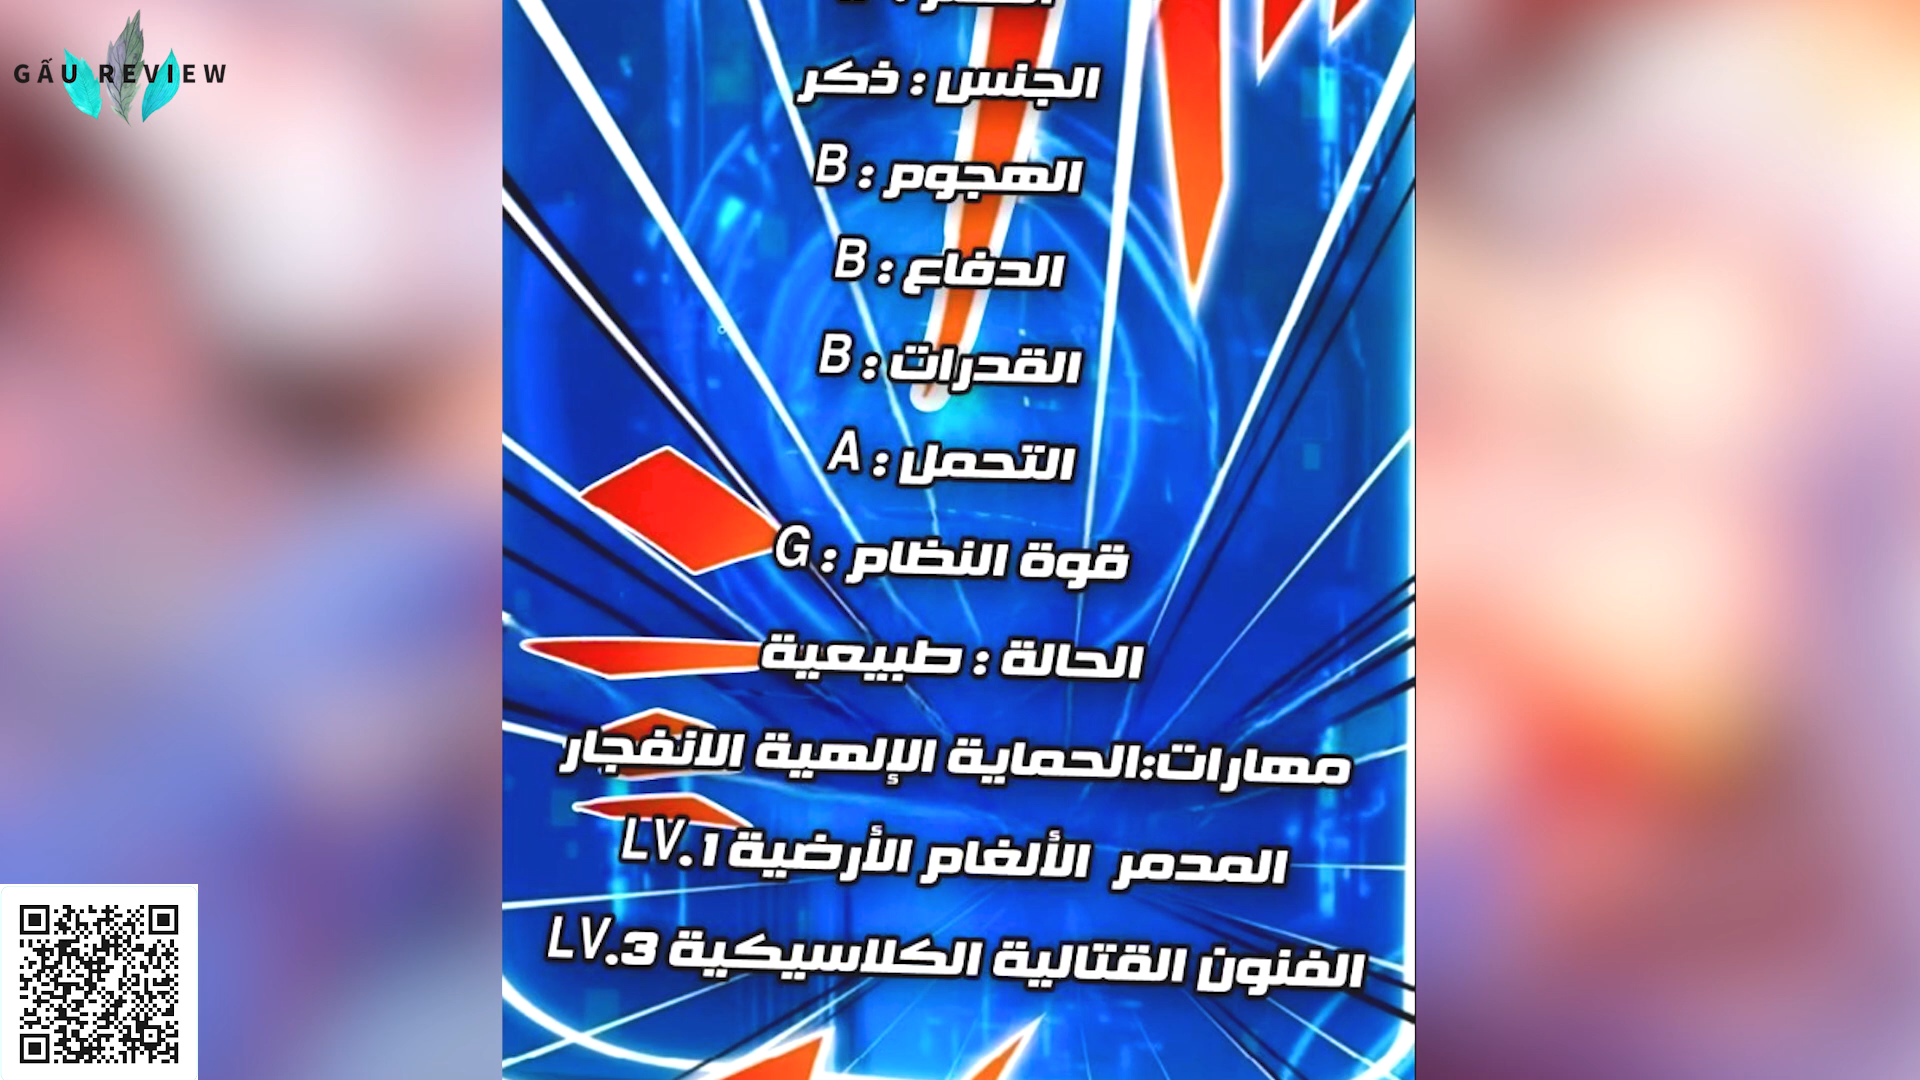 GẤU REVIEW
الجنس : ذكر
الهجوم : B
الدفاع : B
القدرات : B
التحمل : A
قوة النظام : G
الحالة : طبيعية
مهارات:الحماية الإلهية الانفجار
المدمر الألغام الأرضية LV.1
الفنون القتالية الكلاسيكية LV.3